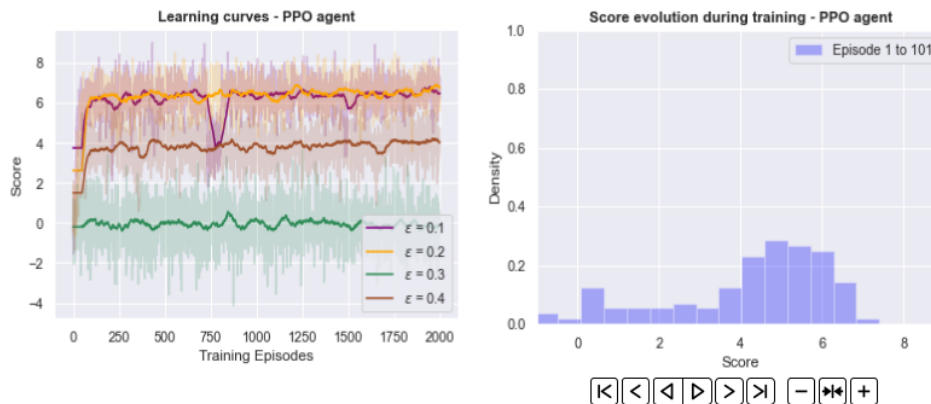 Learning curves - PPO agent
Score
8
6
4
2
0
−2
−4
0 250 500 750 1000 1250 1500 1750 2000
Training Episodes
ε = 0.1
ε = 0.2
ε = 0.3
ε = 0.4
Score evolution during training - PPO agent
Density
1.0
0.8
0.6
0.4
0.2
0.0
0 2 4 6 8
Score
Episode 1 to 101